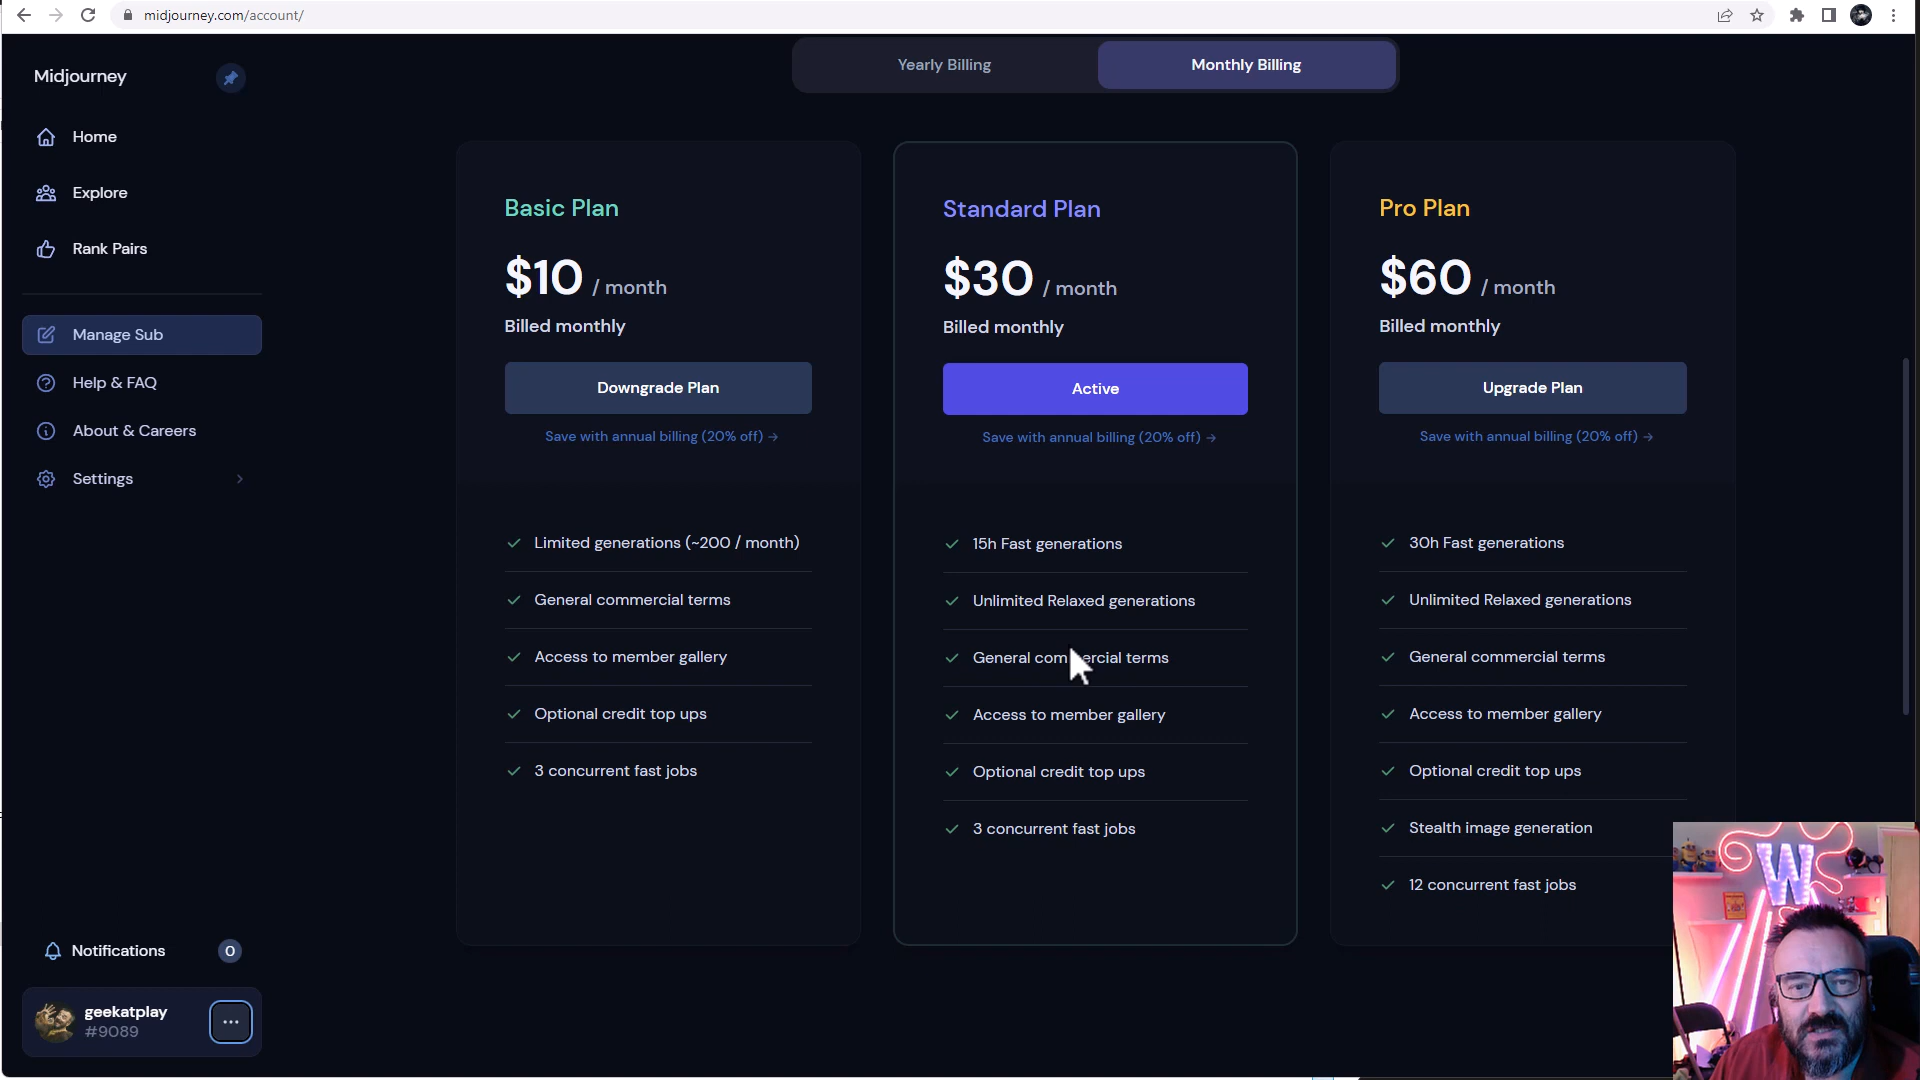 midjourney.com/account/
Midjourney
Home
Explore
Rank Pairs
Manage Sub
Help & FAQ
About & Careers
Settings
Notifications 0
geekatplay
#9089
Yearly Billing
Monthly Billing
Basic Plan
$10 / month
Billed monthly
Downgrade Plan
Save with annual billing (20% off) →
Limited generations (~200 / month)
General commercial terms
Access to member gallery
Optional credit top ups
3 concurrent fast jobs
Standard Plan
$30 / month
Billed monthly
Active
Save with annual billing (20% off) →
15h Fast generations
Unlimited Relaxed generations
General commercial terms
Access to member gallery
Optional credit top ups
3 concurrent fast jobs
Pro Plan
$60 / month
Billed monthly
Upgrade Plan
Save with annual billing (20% off) →
30h Fast generations
Unlimited Relaxed generations
General commercial terms
Access to member gallery
Optional credit top ups
Stealth image generation
12 concurrent fast jobs
W